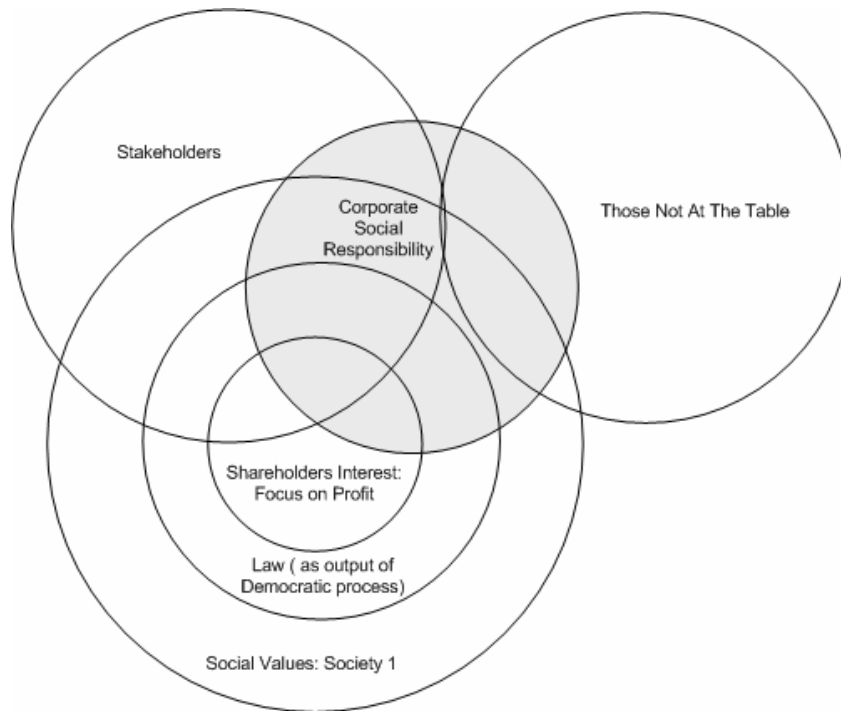 Stakeholders
Corporate
Social
Responsibility
Those Not At The Table
Shareholders Interest:
Focus on Profit
Law ( as output of
Democratic process)
Social Values: Society 1